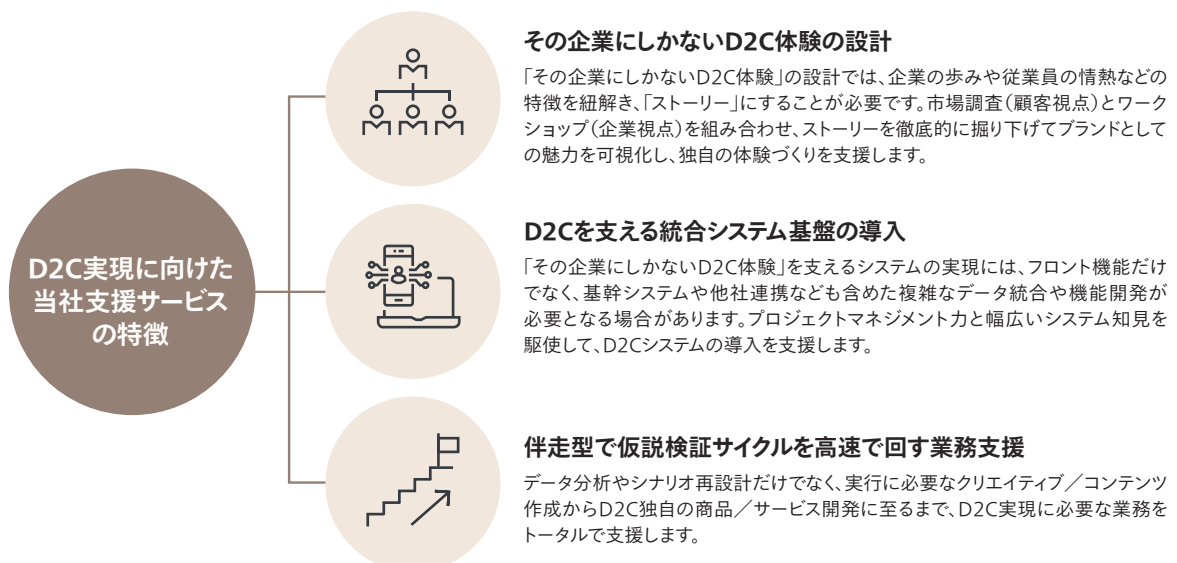 D2C実現に向けた
当社支援サービス
の特徴
その企業にしかないD2C体験の設計
「その企業にしかないD2C体験」の設計では、企業の歩みや従業員の情熱などの
特徴を紐解き、「ストーリー」にすることが必要です。市場調査（顧客視点）とワーク
ショップ（企業視点）を組み合わせ、ストーリーを徹底的に掘り下げてブランドとして
の魅力を可視化し、独自の体験づくりを支援します。
D2Cを支える統合システム基盤の導入
「その企業にしかないD2C体験」を支えるシステムの実現には、フロント機能だけ
でなく、基幹システムや他社連携なども含めた複雑なデータ統合や機能開発が
必要となる場合があります。プロジェクトマネジメント力と幅広いシステム知見を
駆使して、D2Cシステムの導入を支援します。
伴走型で仮説検証サイクルを高速で回す業務支援
データ分析やシナリオ再設計だけでなく、実行に必要なクリエイティブ／コンテンツ
作成からD2C独自の商品／サービス開発に至るまで、D2C実現に必要な業務を
トータルで支援します。